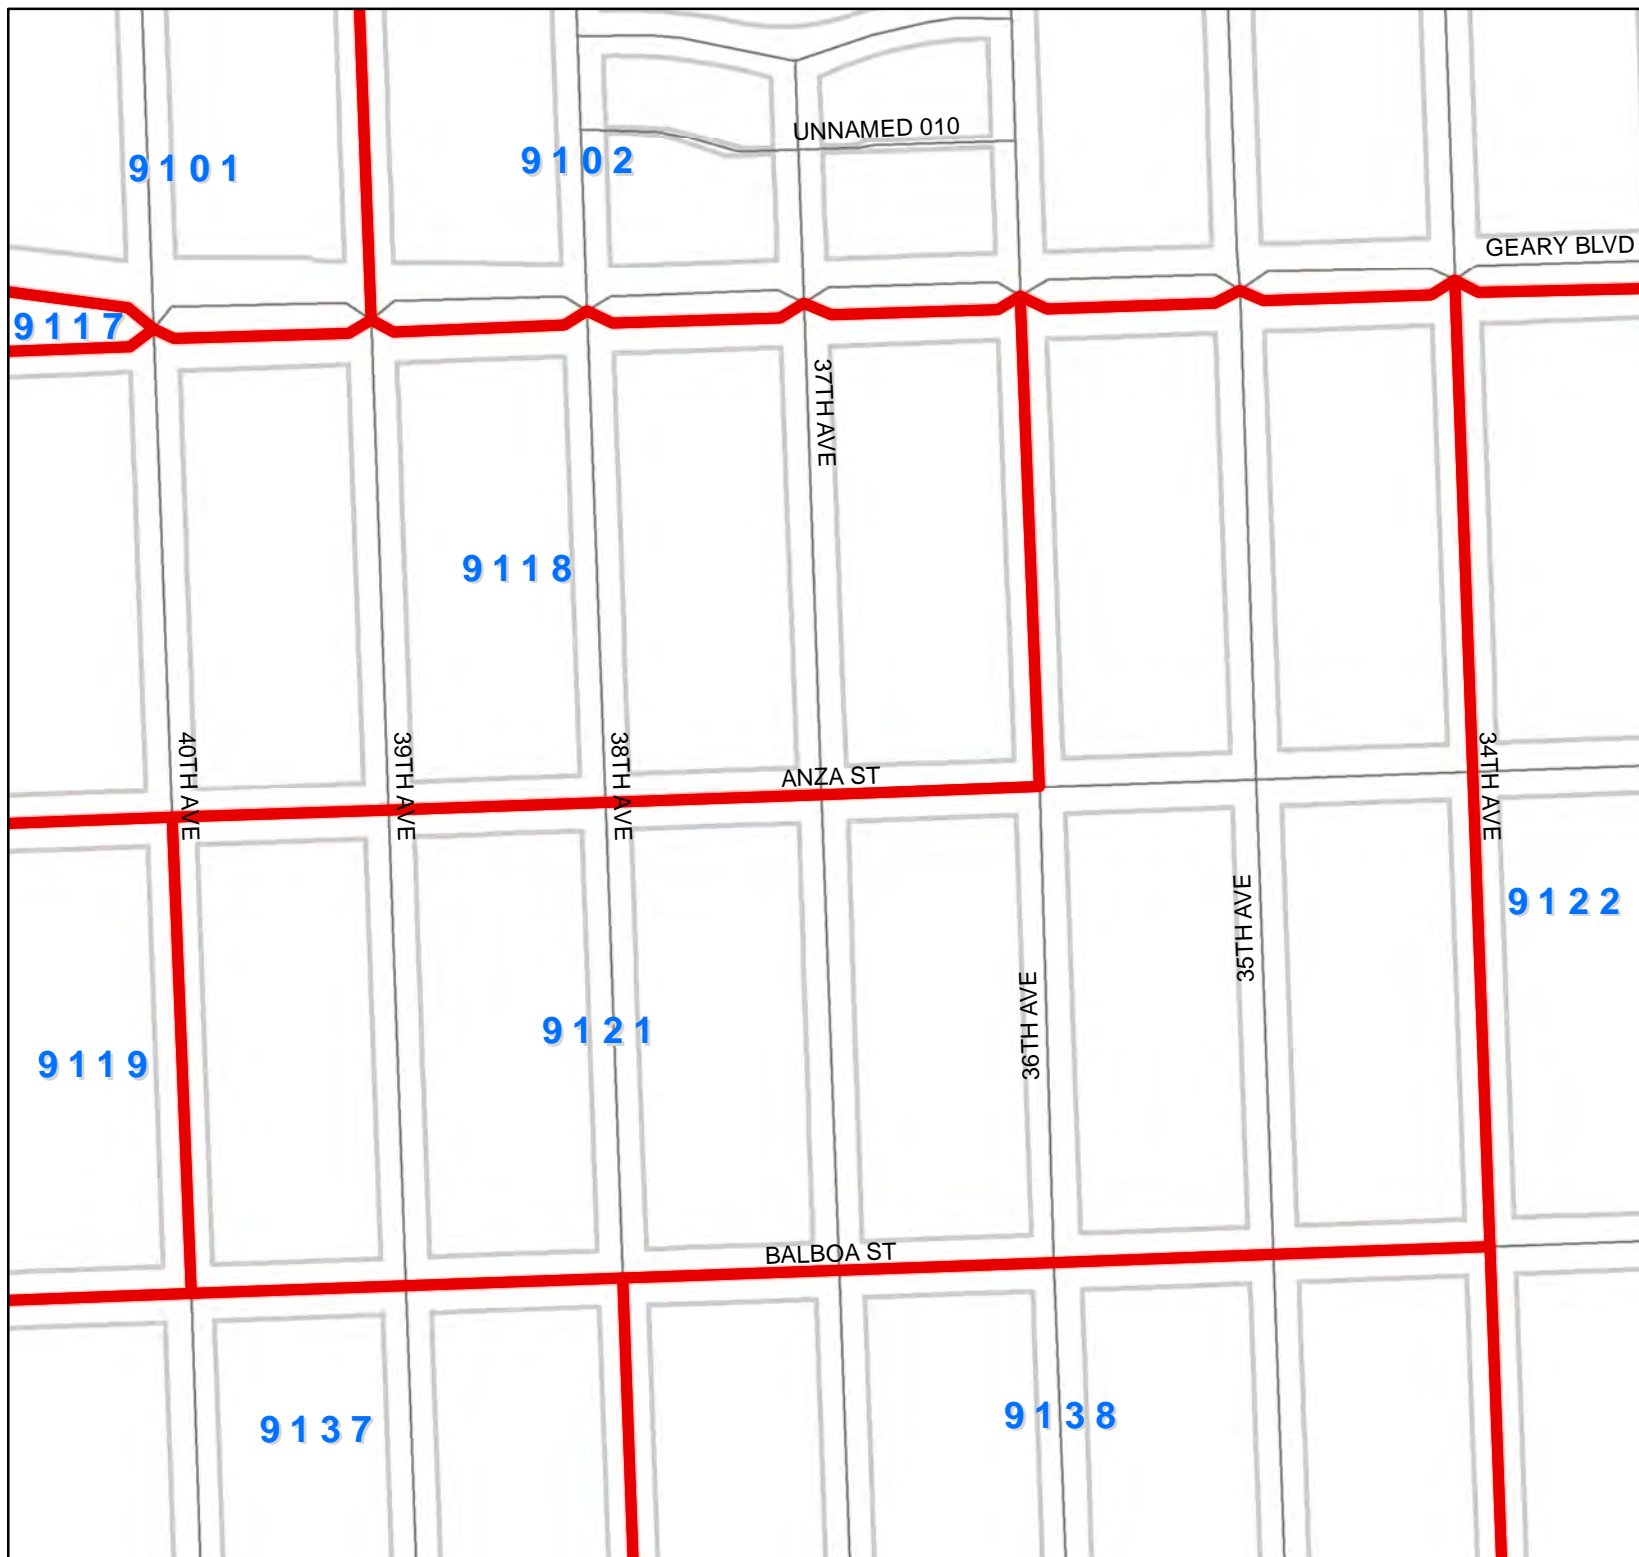 UNNAMED 010
9101
9102
GEARY BLVD
9117
37TH AVE
9118
40TH AVE
39TH AVE
38TH AVE
ANZA ST
34TH AVE
35TH AVE
9122
36TH AVE
9121
9119
BALBOA ST
9137
9138